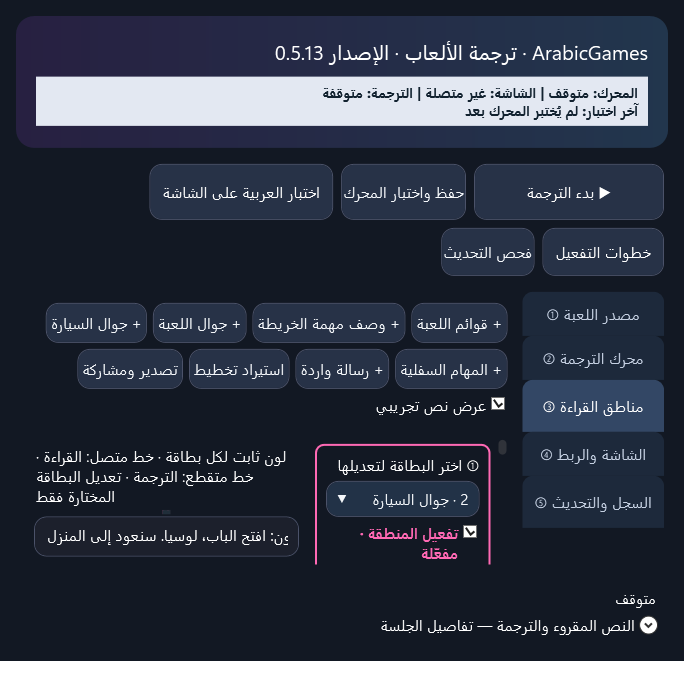 ArabicGames · ترجمة الألعاب · الإصدار 0.5.13
المحرك: متوقف | الشاشة: غير متصلة | الترجمة: متوقفة
آخر اختبار: لم يُختبر المحرك بعد
▶ بدء الترجمة
حفظ واختبار المحرك
اختبار العربية على الشاشة
خطوات التفعيل
فحص التحديث
مصدر اللعبة ①
محرك الترجمة ②
مناطق القراءة ③
الشاشة والربط ④
السجل والتحديث ⑤
+ قوائم اللعبة
+ وصف مهمة الخريطة
+ جوال اللعبة
+ جوال السيارة
+ المهام السفلية
+ رسالة واردة
استيراد تخطيط
تصدير ومشاركة
عرض نص تجريبي
① اختر البطاقة لتعديلها
2 · جوال السيارة
تفعيل المنطقة ·
مفعّلة
لون ثابت لكل بطاقة · خط متصل: القراءة ·
خط متقطع: الترجمة · تعديل البطاقة
المختارة فقط
ون: افتح الباب، لوسيا. سنعود إلى المنزل
متوقف
النص المقروء والترجمة — تفاصيل الجلسة